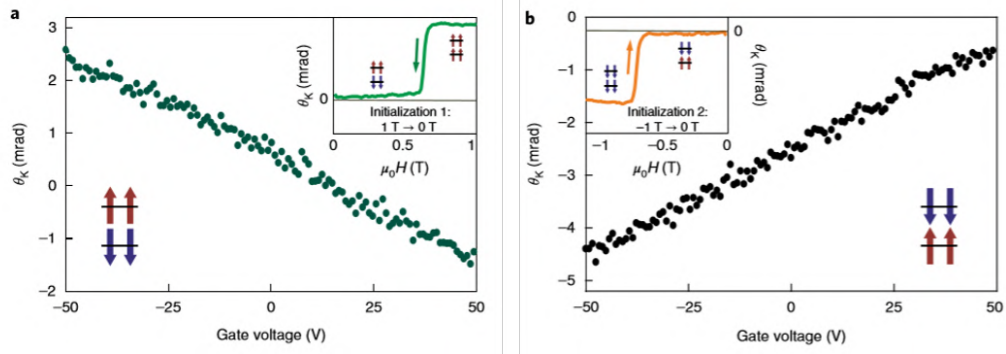 a
3
2
1
0
−1
−2
θK (mrad)
−50
−25
0
25
50
Gate voltage (V)
θK (mrad)
0
Initialization 1:
1 T → 0 T
0
0.5
1
μ0H (T)
b
0
−1
−2
−3
−4
−5
θK (mrad)
−50
−25
0
25
50
Gate voltage (V)
0
θK (mrad)
Initialization 2:
−1 T → 0 T
−1
0
μ0H (T)